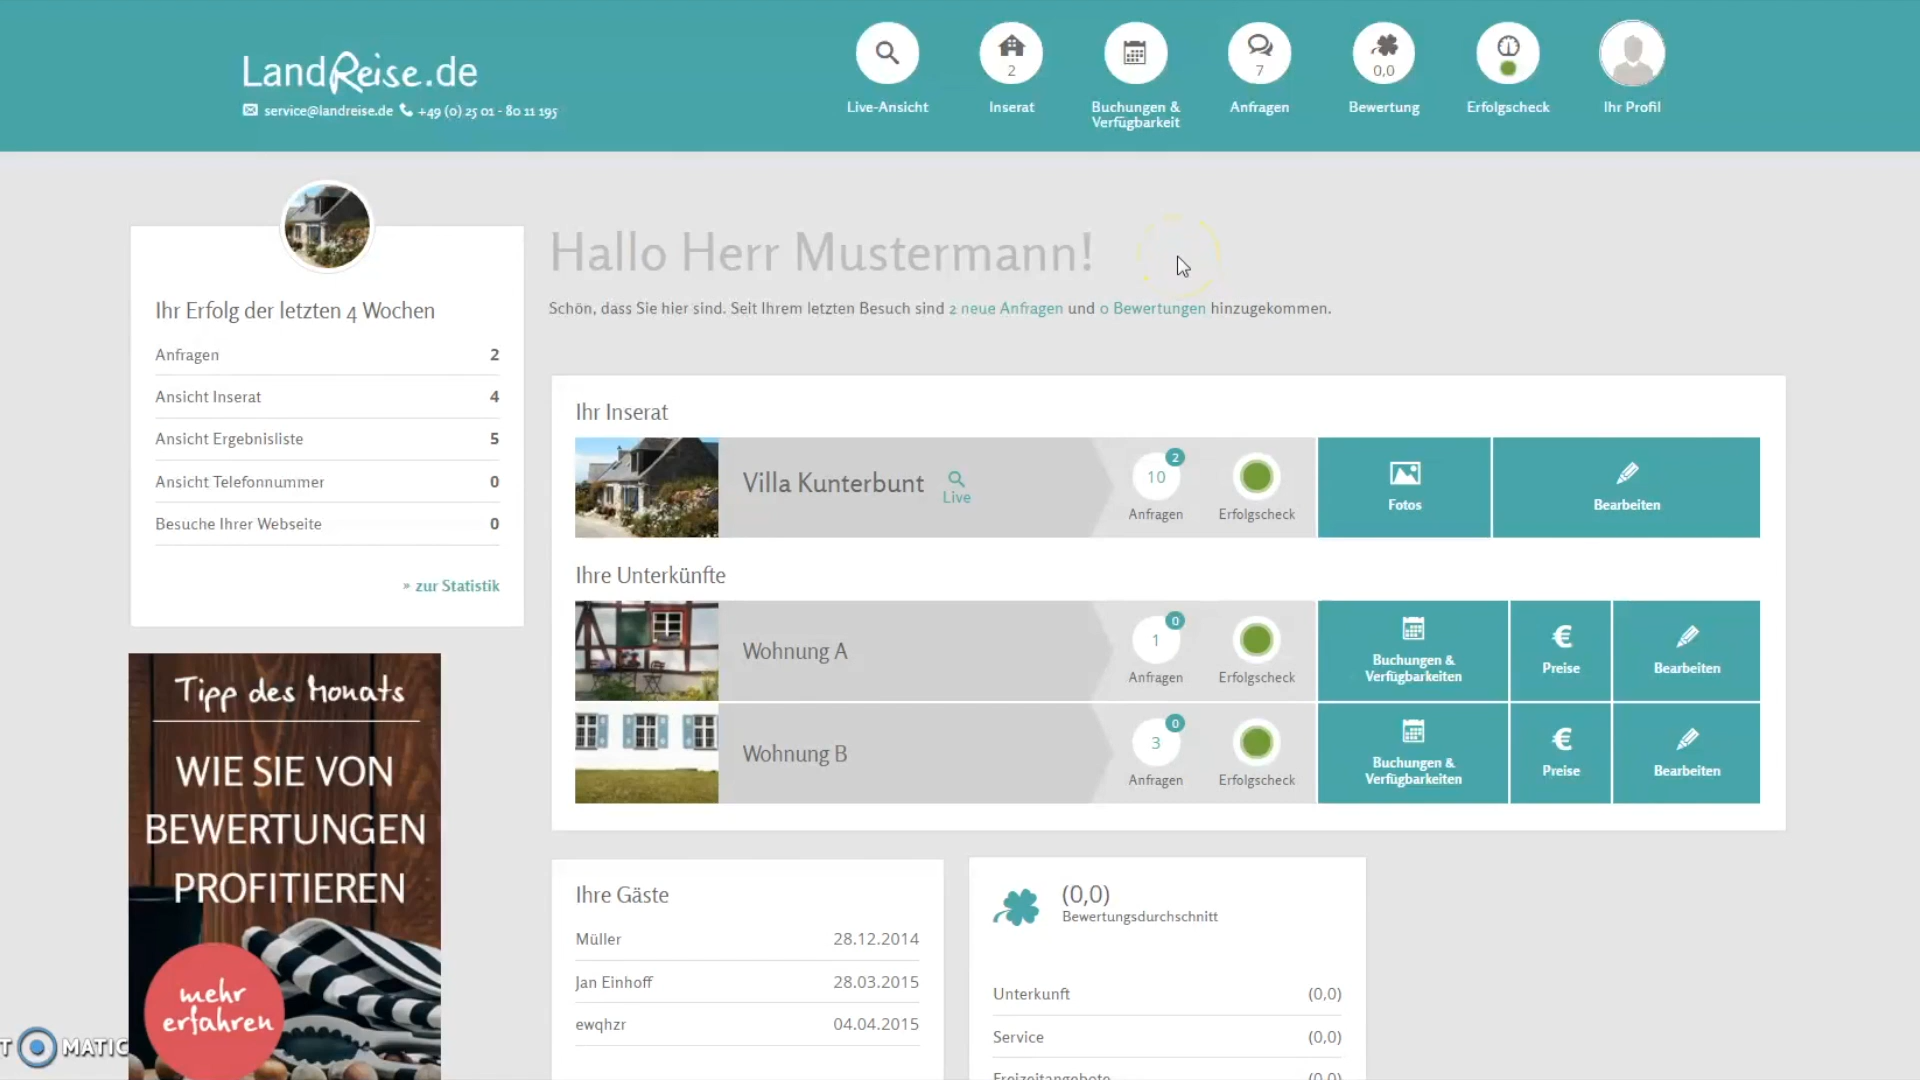 LandReise.de
service@landreise.de +49 (0) 25 01 - 80 11 195
Live-Ansicht
2
Inserat
Buchungen &
Verfügbarkeit
7
Anfragen
0,0
Bewertung
Erfolgscheck
Ihr Profil
Ihr Erfolg der letzten 4 Wochen
Anfragen 2
Ansicht Inserat 4
Ansicht Ergebnisliste 5
Ansicht Telefonnummer 0
Besuche Ihrer Webseite 0
» zur Statistik
Tipp des Monats
WIE SIE VON
BEWERTUNGEN
PROFITIEREN
mehr
erfahren
Hallo Herr Mustermann!
Schön, dass Sie hier sind. Seit Ihrem letzten Besuch sind 2 neue Anfragen und 0 Bewertungen hinzugekommen.
Ihr Inserat
Villa Kunterbunt
Live
10 2
Anfragen
Erfolgscheck
Fotos
Bearbeiten
Ihre Unterkünfte
Wohnung A
1 0
Anfragen
Erfolgscheck
Buchungen &
Verfügbarkeiten
€
Preise
Bearbeiten
Wohnung B
3 0
Anfragen
Erfolgscheck
Buchungen &
Verfügbarkeiten
€
Preise
Bearbeiten
Ihre Gäste
Müller 28.12.2014
Jan Einhoff 28.03.2015
ewqhzr 04.04.2015
(0,0)
Bewertungsdurchschnitt
Unterkunft (0,0)
Service (0,0)
Freizeitangebote (0,0)
T MATIC